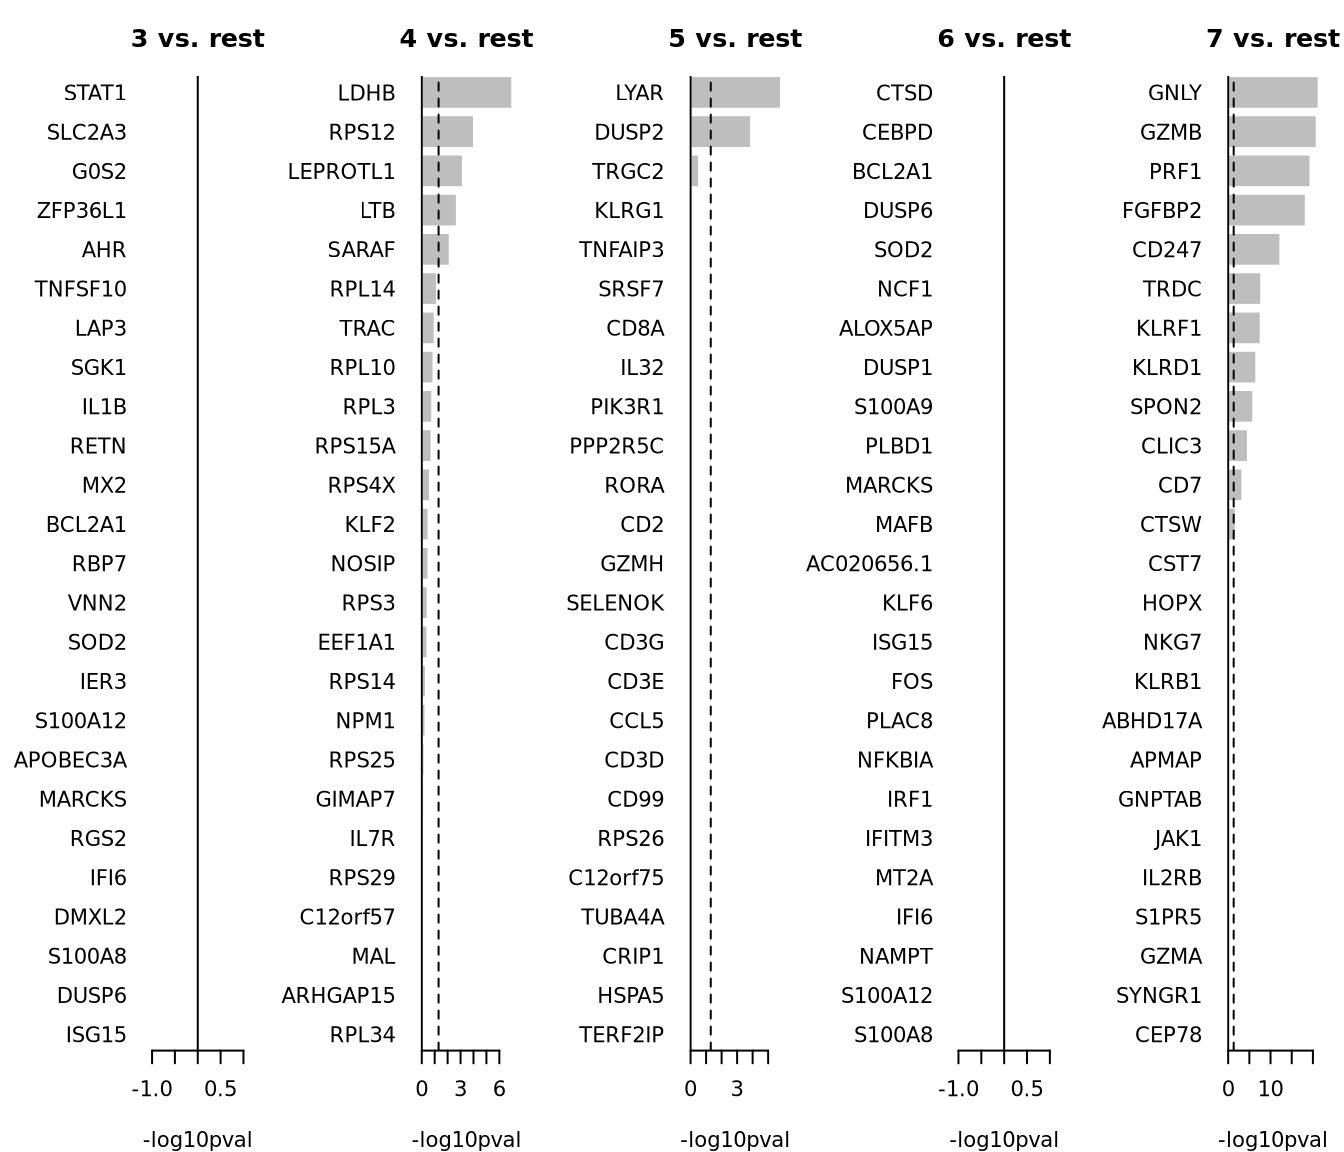 3 vs. rest 4 vs. rest 5 vs. rest 6 vs. rest 7 vs. rest
STAT1 LDHB LYAR CTSD GNLY
SLC2A3 RPS12 DUSP2 CEBPD GZMB
G0S2 LEPROTL1 TRGC2 BCL2A1 PRF1
ZFP36L1 LTB KLRG1 DUSP6 FGFBP2
AHR SARAF TNFAIP3 SOD2 CD247
TNFSF10 RPL14 SRSF7 NCF1 TRDC
LAP3 TRAC CD8A ALOX5AP KLRF1
SGK1 RPL10 IL32 DUSP1 KLRD1
IL1B RPL3 PIK3R1 S100A9 SPON2
RETN RPS15A PPP2R5C PLBD1 CLIC3
MX2 RPS4X RORA MARCKS CD7
BCL2A1 KLF2 CD2 MAFB CTSW
RBP7 NOSIP GZMH AC020656.1 CST7
VNN2 RPS3 SELENOK KLF6 HOPX
SOD2 EEF1A1 CD3G ISG15 NKG7
IER3 RPS14 CD3E FOS KLRB1
S100A12 NPM1 CCL5 PLAC8 ABHD17A
APOBEC3A RPS25 CD3D NFKBIA APMAP
MARCKS GIMAP7 CD99 IRF1 GNPTAB
RGS2 IL7R RPS26 IFITM3 JAK1
IFI6 RPS29 C12orf75 MT2A IL2RB
DMXL2 C12orf57 TUBA4A IFI6 S1PR5
S100A8 MAL CRIP1 NAMPT GZMA
DUSP6 ARHGAP15 HSPA5 S100A12 SYNGR1
ISG15 RPL34 TERF2IP S100A8 CEP78
-1.0 0.5 0 3 6 0 3 -1.0 0.5 0 10
-log10pval -log10pval -log10pval -log10pval -log10pval